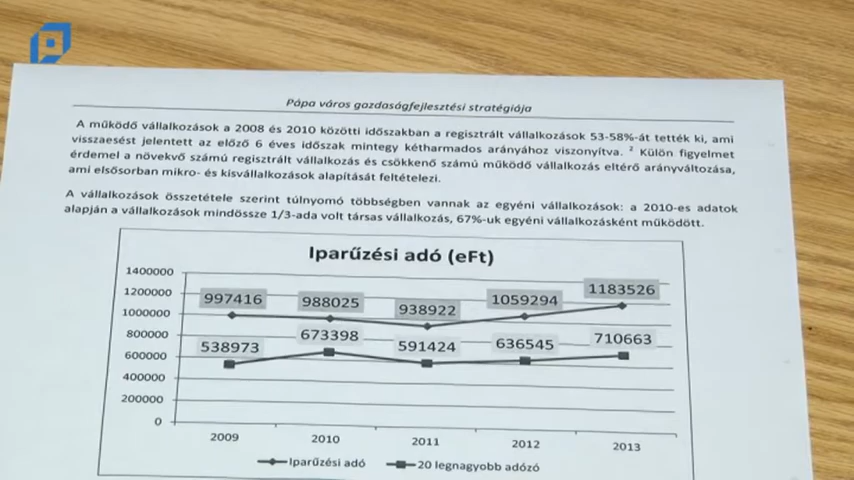 Pápa város gazdaságfejlesztési stratégiája
A működő vállalkozások a 2008 és 2010 közötti időszakban a regisztrált vállalkozások 53-58%-át tették ki, ami
visszaesést jelentett az előző 6 éves időszak mintegy kétharmados arányához viszonyítva. ² Külön figyelmet
érdemel a növekvő számú regisztrált vállalkozás és csökkenő számú működő vállalkozás eltérő arányváltozása,
ami elsősorban mikro- és kisvállalkozások alapítását feltételezi.
A vállalkozások összetétele szerint túlnyomó többségben vannak az egyéni vállalkozások: a 2010-es adatok
alapján a vállalkozások mindössze 1/3-ada volt társas vállalkozás, 67%-uk egyéni vállalkozásként működött.
Iparűzési adó (eFt)
1400000
1200000
1000000
800000
600000
400000
200000
0
997416
988025
938922
1059294
1183526
538973
673398
591424
636545
710663
2009
2010
2011
2012
2013
Iparűzési adó
20 legnagyobb adózó